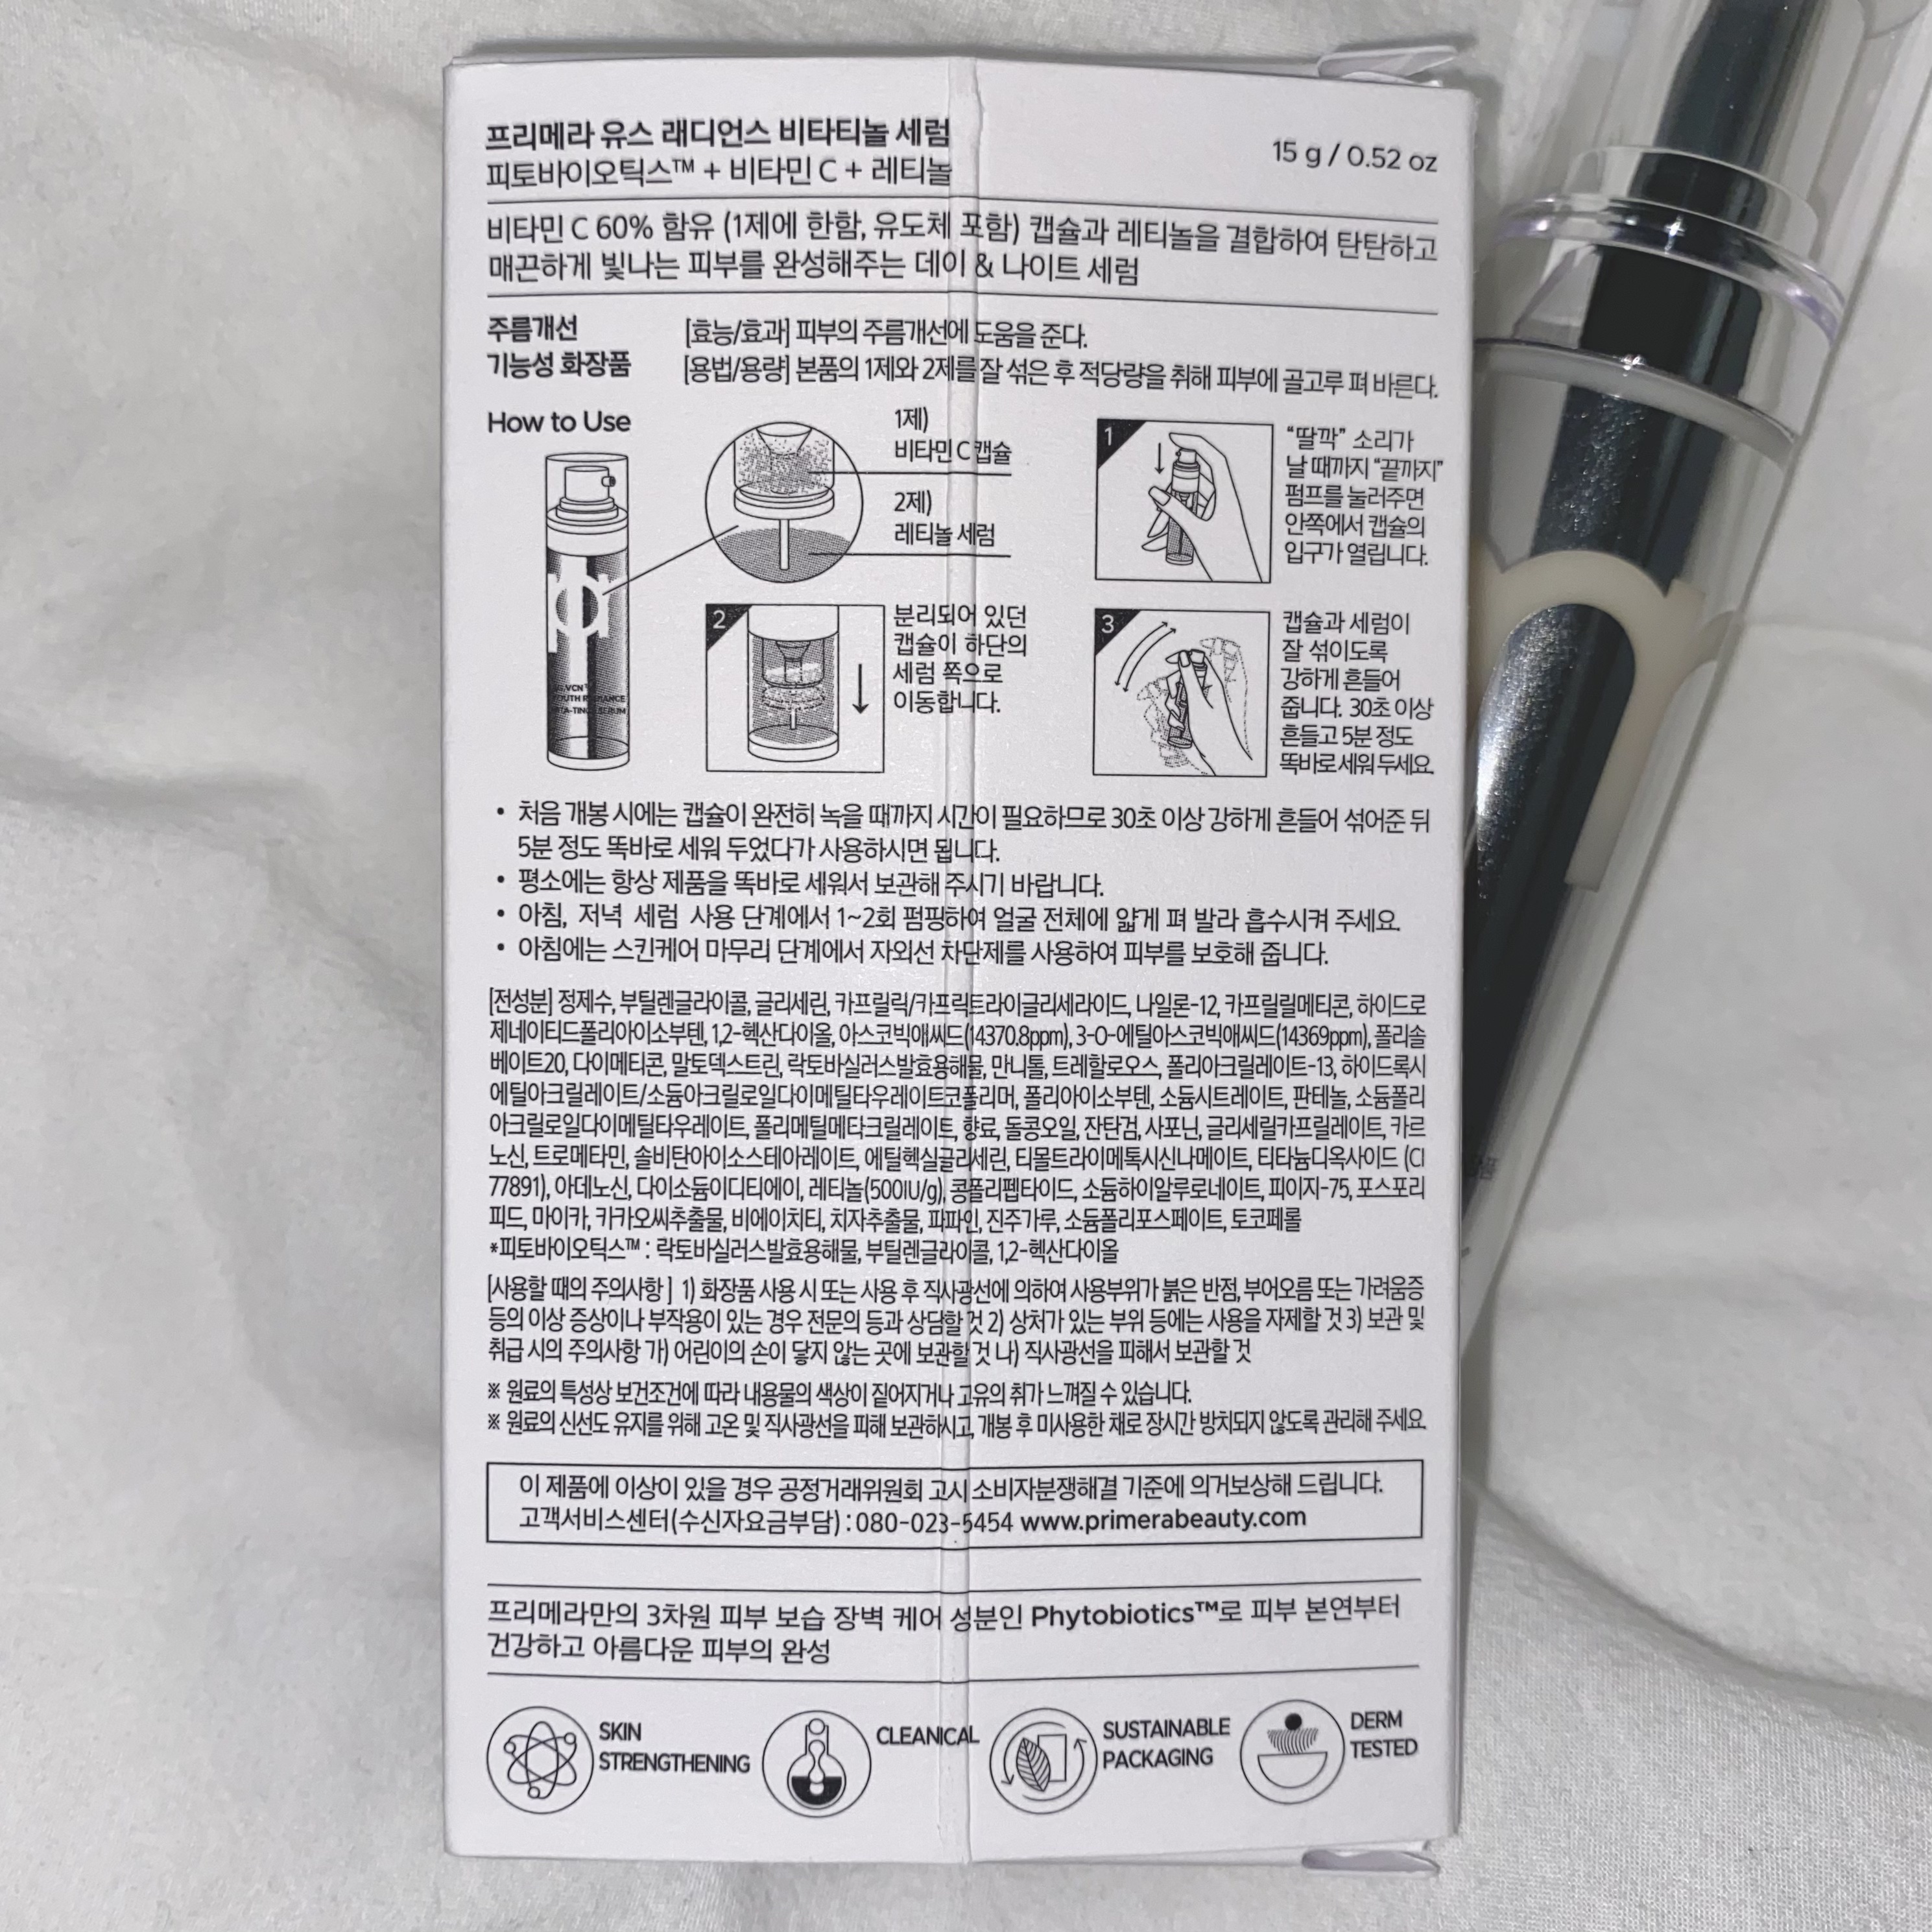 프리메라 유스 래디언스 비타티놀 세럼
피토바이오틱스™ + 비타민 C + 레티놀
15 g / 0.52 oz
비타민 C 60% 함유 (1제에 한함, 유도체 포함) 캡슐과 레티놀을 결합하여 탄탄하고
매끈하게 빛나는 피부를 완성해주는 데이 & 나이트 세럼
주름개선
기능성 화장품
[효능/효과] 피부의 주름개선에 도움을 준다.
[용법/용량] 본품의 1제와 2제를 잘 섞은 후 적당량을 취해 피부에 골고루 펴 바른다.
How to Use
1제)
비타민 C 캡슐
2제)
레티놀 세럼
1
"딸깍" 소리가
날 때까지 "끝까지"
펌프를 눌러주면
안쪽에서 캡슐의
입구가 열립니다.
2
분리되어 있던
캡슐이 하단의
세럼 쪽으로
이동합니다.
3
캡슐과 세럼이
잘 섞이도록
강하게 흔들어
줍니다. 30초 이상
흔들고 5분 정도
똑바로 세워 두세요.
• 처음 개봉 시에는 캡슐이 완전히 녹을 때까지 시간이 필요하므로 30초 이상 강하게 흔들어 섞어준 뒤
5분 정도 똑바로 세워 두었다가 사용하시면 됩니다.
• 평소에는 항상 제품을 똑바로 세워서 보관해 주시기 바랍니다.
• 아침, 저녁 세럼 사용 단계에서 1~2회 펌핑하여 얼굴 전체에 얇게 펴 발라 흡수시켜 주세요.
• 아침에는 스킨케어 마무리 단계에서 자외선 차단제를 사용하여 피부를 보호해 줍니다.
[전성분] 정제수, 부틸렌글라이콜, 글리세린, 카프릴릭/카프릭트라이글리세라이드, 나일론-12, 카프릴릴메티콘, 하이드로
제네이티드폴리아이소부텐, 1,2-헥산다이올, 아스코빅애씨드(14370.8ppm), 3-O-에틸아스코빅애씨드(14369ppm), 폴리솔
베이트20, 다이메티콘, 말토덱스트린, 락토바실러스발효용해물, 만니톨, 트레할로오스, 폴리아크릴레이트-13, 하이드록시
에틸아크릴레이트/소듐아크릴로일다이메틸타우레이트코폴리머, 폴리아이소부텐, 소듐시트레이트, 판테놀, 소듐폴리
아크릴로일다이메틸타우레이트, 폴리메틸메타크릴레이트, 향료, 돌콩오일, 잔탄검, 사포닌, 글리세릴카프릴레이트, 카르
노신, 트로메타민, 솔비탄아이소스테아레이트, 에틸헥실글리세린, 티몰트라이메톡시신나메이트, 티타늄디옥사이드 (CI
77891), 아데노신, 다이소듐이디티에이, 레티놀(500IU/g), 콩폴리펩타이드, 소듐하이알루로네이트, 피이지-75, 포스포리
피드, 마이카, 카카오씨추출물, 비에이치티, 치자추출물, 파파인, 진주가루, 소듐폴리포스페이트, 토코페롤
*피토바이오틱스™ : 락토바실러스발효용해물, 부틸렌글라이콜, 1,2-헥산다이올
[사용할 때의 주의사항] 1) 화장품 사용 시 또는 사용 후 직사광선에 의하여 사용부위가 붉은 반점, 부어오름 또는 가려움증
등의 이상 증상이나 부작용이 있는 경우 전문의 등과 상담할 것 2) 상처가 있는 부위 등에는 사용을 자제할 것 3) 보관 및
취급 시의 주의사항 가) 어린이의 손이 닿지 않는 곳에 보관할 것 나) 직사광선을 피해서 보관할 것
※ 원료의 특성상 보건조건에 따라 내용물의 색상이 짙어지거나 고유의 취가 느껴질 수 있습니다.
※ 원료의 신선도 유지를 위해 고온 및 직사광선을 피해 보관하시고, 개봉 후 미사용한 채로 장시간 방치되지 않도록 관리해 주세요.
이 제품에 이상이 있을 경우 공정거래위원회 고시 소비자분쟁해결 기준에 의거보상해 드립니다.
고객서비스센터(수신자요금부담) : 080-023-5454 www.primerabeauty.com
프리메라만의 3차원 피부 보습 장벽 케어 성분인 Phytobiotics™로 피부 본연부터
건강하고 아름다운 피부의 완성
SKIN
STRENGTHENING
CLEANICAL
SUSTAINABLE
PACKAGING
DERM
TESTED